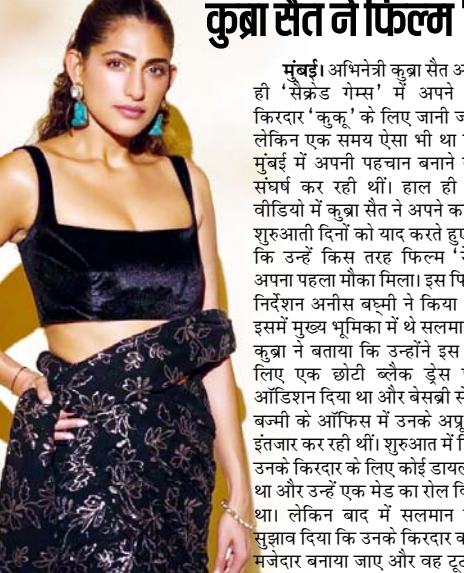 कुब्रा सैत ने फिल्म
मुंबई। अभिनेत्री कुब्रा सैत
ही ‘सैक्रेड गेम्स’ में अपने
किरदार ‘कुकू’ के लिए जानी
लेकिन एक समय ऐसा भी था
मुंबई में अपनी पहचान बनाने
संघर्ष कर रही थीं। हाल ही
वीडियो में कुब्रा सैत ने अपने
शुरुआती दिनों को याद करते हुए
कि उन्हें किस तरह फिल्म
अपना पहला मौका मिला। इस
निर्देशन अनीस बघ्मी ने किया
इसमें मुख्य भूमिका में थे
कुब्रा ने बताया कि उन्होंने इस
लिए एक छोटी ब्लैक ड्रेस
ऑडिशन दिया था और बेसब्री
बज्मी के ऑफिस में उनके
इंतजार कर रही थीं। शुरुआत में
उनके किरदार के लिए कोई
था और उन्हें एक मेड का रोल
था। लेकिन बाद में सलमान
सुझाव दिया कि उनके किरदार
मजेदार बनाया जाए और वह